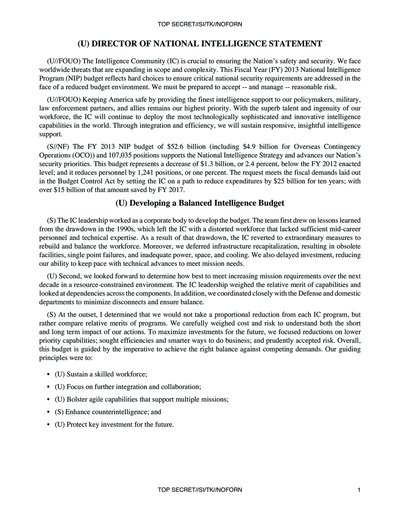 TOP SECRET//SI/TK//NOFORN
(U) DIRECTOR OF NATIONAL INTELLIGENCE STATEMENT
(U//FOUO) The Intelligence Community (IC) is crucial to ensuring the Nation's safety and security. We face
worldwide threats that are expanding in scope and complexity. This Fiscal Year (FY) 2013 National Intelligence
Program (NIP) budget reflects hard choices to ensure critical national security requirements are addressed in the
face of a reduced budget environment. We must be prepared to accept -- and manage -- reasonable risk.
(U//FOUO) Keeping America safe by providing the finest intelligence support to our policymakers, military,
law enforcement partners, and allies remains our highest priority. With the superb talent and ingenuity of our
workforce, the IC will continue to deploy the most technologically sophisticated and innovative intelligence
capabilities in the world. Through integration and efficiency, we will sustain responsive, insightful intelligence
support.
(S//NF) The FY 2013 NIP budget of $52.6 billion (including $4.9 billion for Overseas Contingency
Operations (OCO)) and 107,035 positions supports the National Intelligence Strategy and advances our Nation's
security priorities. This budget represents a decrease of $1.3 billion, or 2.4 percent, below the FY 2012 enacted
level; and it reduces personnel by 1,241 positions, or one percent. The request meets the fiscal demands laid out
in the Budget Control Act by setting the IC on a path to reduce expenditures by $25 billion for ten years; with
over $15 billion of that amount saved by FY 2017.
(U) Developing a Balanced Intelligence Budget
(S) The IC leadership worked as a corporate body to develop the budget. The team first drew on lessons learned
from the drawdown in the 1990s, which left the IC with a distorted workforce that lacked sufficient mid-career
personnel and technical expertise. As a result of that drawdown, the IC reverted to extraordinary measures to
rebuild and balance the workforce. Moreover, we deferred infrastructure recapitalization, resulting in obsolete
facilities, single point failures, and inadequate power, space, and cooling. We also delayed investment, reducing
our ability to keep pace with technical advances to meet mission needs.
(U) Second, we looked forward to determine how best to meet increasing mission requirements over the next
decade in a resource-constrained environment. The IC leadership weighed the relative merit of capabilities and
looked at dependencies across the components. In addition, we coordinated closely with the Defense and domestic
departments to minimize disconnects and ensure balance.
(S) At the outset, I determined that we would not take a proportional reduction from each IC program, but
rather compare relative merits of programs. We carefully weighed cost and risk to understand both the short
and long term impact of our actions. To maximize investments for the future, we focused reductions on lower
priority capabilities; sought efficiencies and smarter ways to do business; and prudently accepted risk. Overall,
this budget is guided by the imperative to achieve the right balance against competing demands. Our guiding
principles were to:
• (U) Sustain a skilled workforce;
• (U) Focus on further integration and collaboration;
• (U) Bolster agile capabilities that support multiple missions;
• (S) Enhance counterintelligence; and
• (U) Protect key investment for the future.
TOP SECRET//SI/TK//NOFORN 1